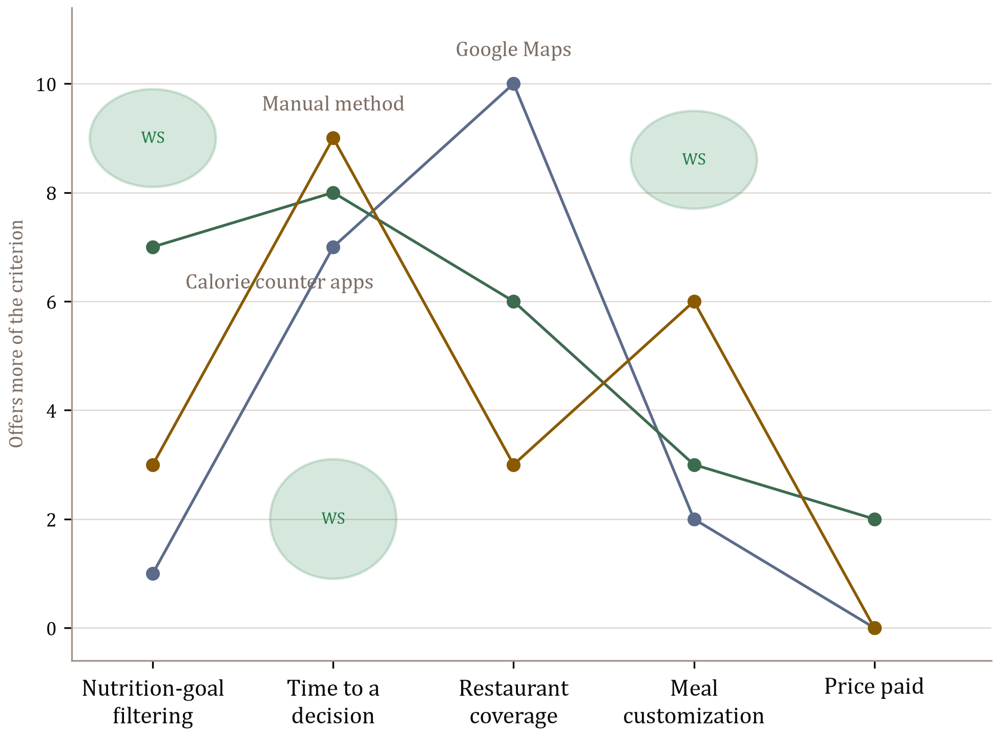 Google Maps
10
Manual method
WS
WS
8
Calorie counter apps
6
Offers more of the criterion
4
WS
2
0
Nutrition-goal
filtering
Time to a
decision
Restaurant
coverage
Meal
customization
Price paid